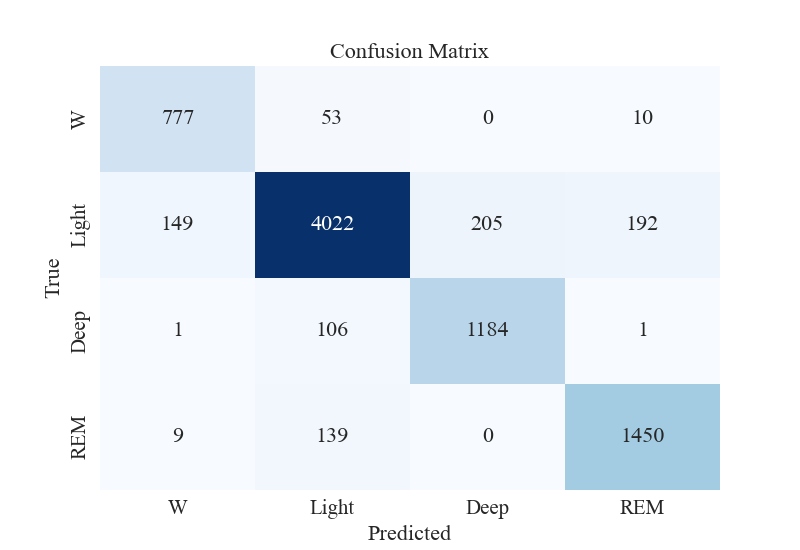 Confusion Matrix
W 777 53 0 10
Light 149 4022 205 192
True
Deep 1 106 1184 1
REM 9 139 0 1450
W Light Deep REM
Predicted